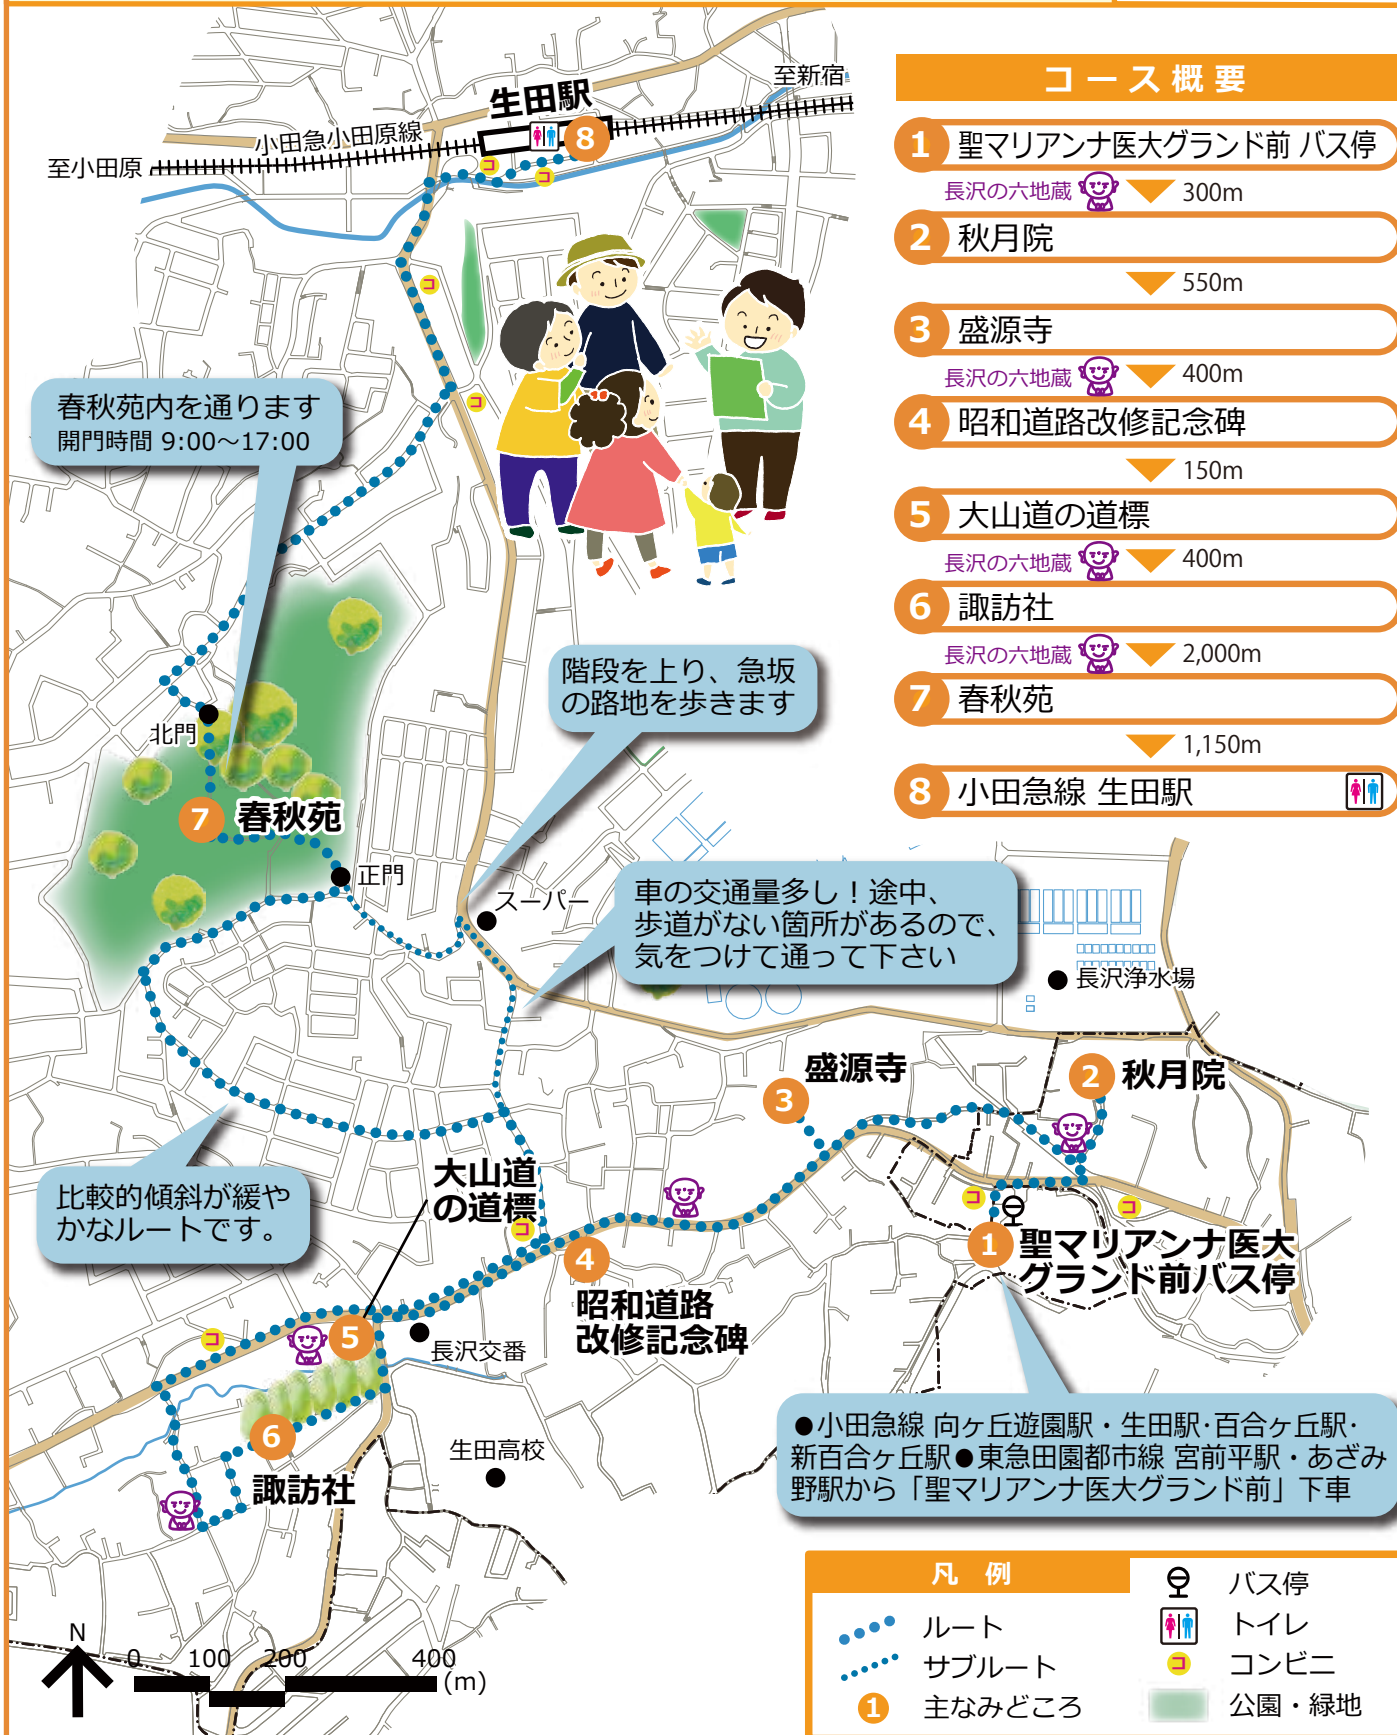 至新宿
生田駅
小田急小田原線
至小田原
8
コ
コ
コ
コ
春秋苑内を通ります
開門時間 9:00～17:00
階段を上り、急坂
の路地を歩きます
北門
7
春秋苑
正門
スーパー
車の交通量多し！途中、
歩道がない箇所があるので、
気をつけて通って下さい
長沢浄水場
盛源寺
3
2
秋月院
比較的傾斜が緩や
かなルートです。
大山道
の道標
コ
コ
コ
4
昭和道路
改修記念碑
1
聖マリアンナ医大
グランド前バス停
コ
5
長沢交番
6
諏訪社
生田高校
●小田急線 向ヶ丘遊園駅・生田駅・百合ヶ丘駅・
新百合ヶ丘駅●東急田園都市線 宮前平駅・あざみ
野駅から「聖マリアンナ医大グランド前」下車
N
0 100 200 400
(m)
コース概要
1 聖マリアンナ医大グランド前 バス停
長沢の六地蔵 300m
2 秋月院
550m
3 盛源寺
長沢の六地蔵 400m
4 昭和道路改修記念碑
150m
5 大山道の道標
長沢の六地蔵 400m
6 諏訪社
長沢の六地蔵 2,000m
7 春秋苑
1,150m
8 小田急線 生田駅
凡 例
ルート
サブルート
1 主なみどころ
バス停
トイレ
コ コンビニ
公園・緑地